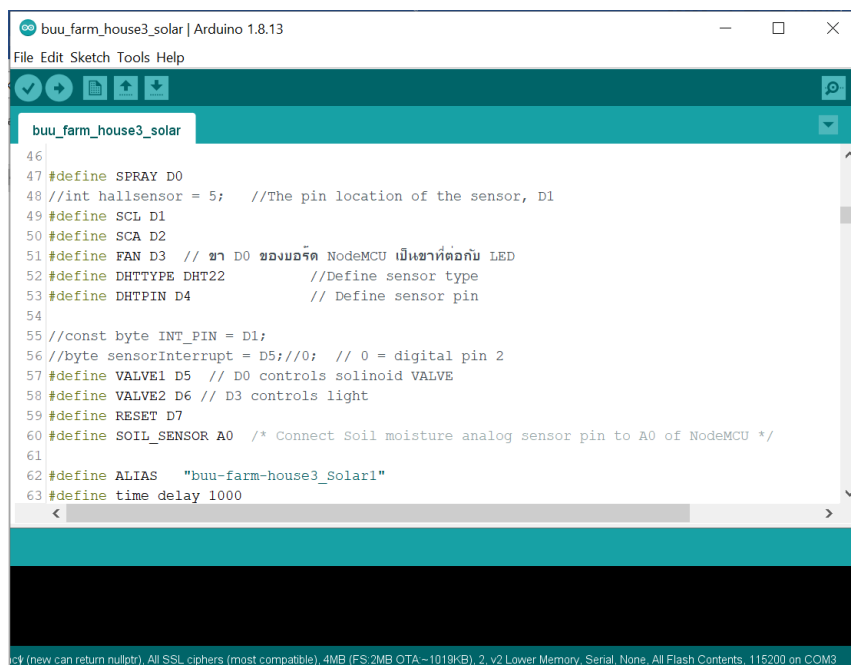 buu_farm_house3_solar | Arduino 1.8.13
File Edit Sketch Tools Help
buu_farm_house3_solar
46
47 #define SPRAY D0
48 //int hallsensor = 5;   //The pin location of the sensor, D1
49 #define SCL D1
50 #define SCA D2
51 #define FAN D3  // ขา D0 ของบอร์ด NodeMCU เป็นขาที่ต่อกับ LED
52 #define DHTTYPE DHT22          //Define sensor type
53 #define DHTPIN D4              // Define sensor pin
54
55 //const byte INT_PIN = D1;
56 //byte sensorInterrupt = D5;//0;  // 0 = digital pin 2
57 #define VALVE1 D5  // D0 controls solinoid VALVE
58 #define VALVE2 D6 // D3 controls light
59 #define RESET D7
60 #define SOIL_SENSOR A0  /* Connect Soil moisture analog sensor pin to A0 of NodeMCU */
61
62 #define ALIAS   "buu-farm-house3_Solar1"
63 #define time delay 1000
(new can return nullptr), All SSL ciphers (most compatible), 4MB (FS:2MB OTA:~1019KB), 2, v2 Lower Memory, Serial, None, All Flash Contents, 115200 on COM3